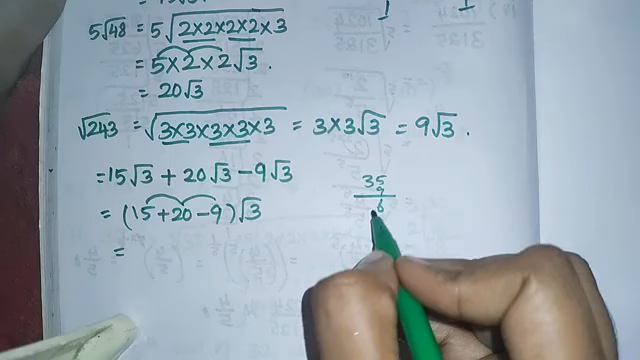 5√48 = 5√2×2×2×2×3
= 5×2×2√3.
= 20√3
√243 = √3×3×3×3×3 = 3×3√3 = 9√3.
= 15√3 + 20√3 - 9√3
= (15+20-9)√3
=
35
9
6